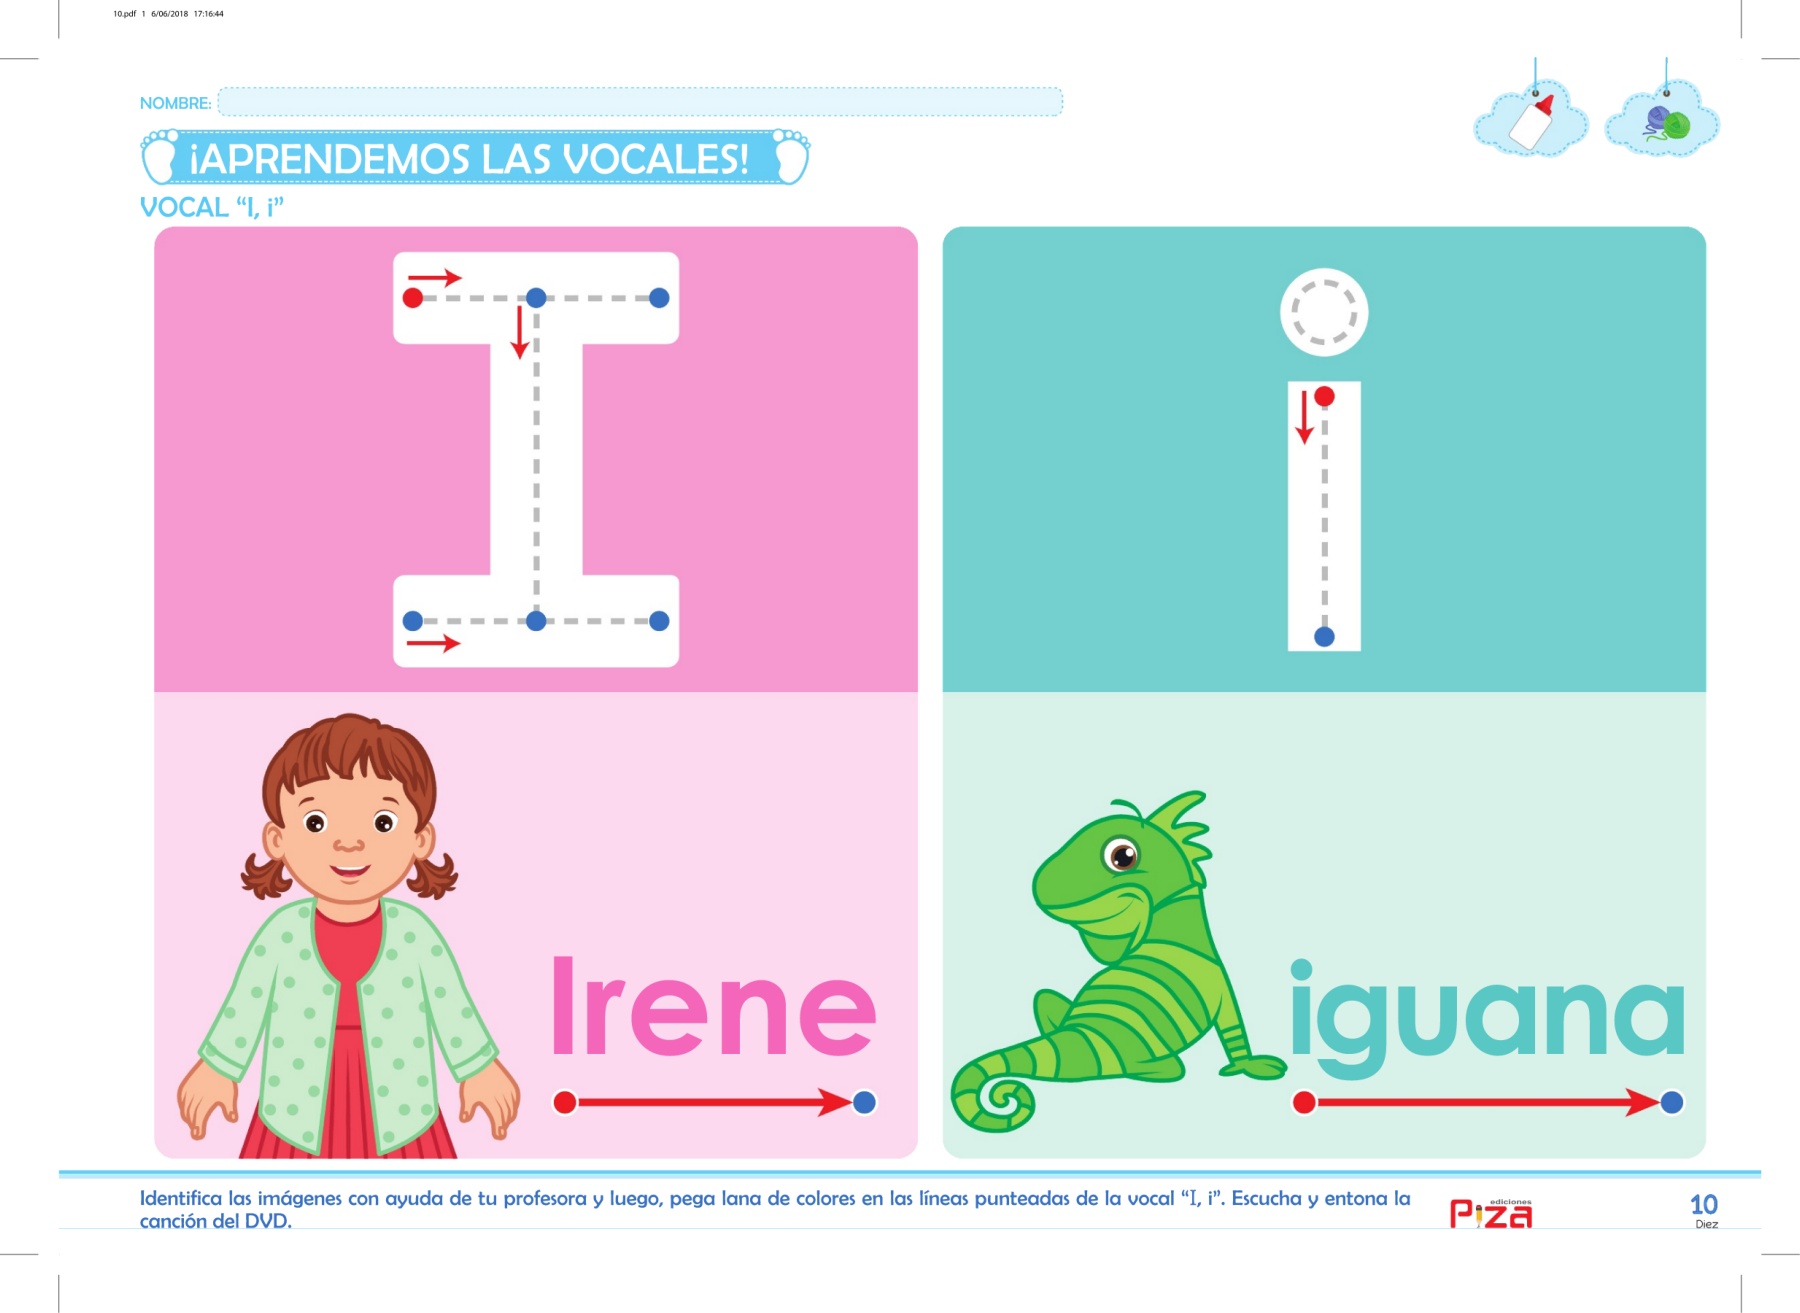 10.pdf 1 6/06/2018 17:16:44
NOMBRE:
¡APRENDEMOS LAS VOCALES!
VOCAL “I, i”
I
i
Irene
iguana
Identifica las imágenes con ayuda de tu profesora y luego, pega lana de colores en las líneas punteadas de la vocal “I, i”. Escucha y entona la
canción del DVD.
ediciones
Piza
10
Diez